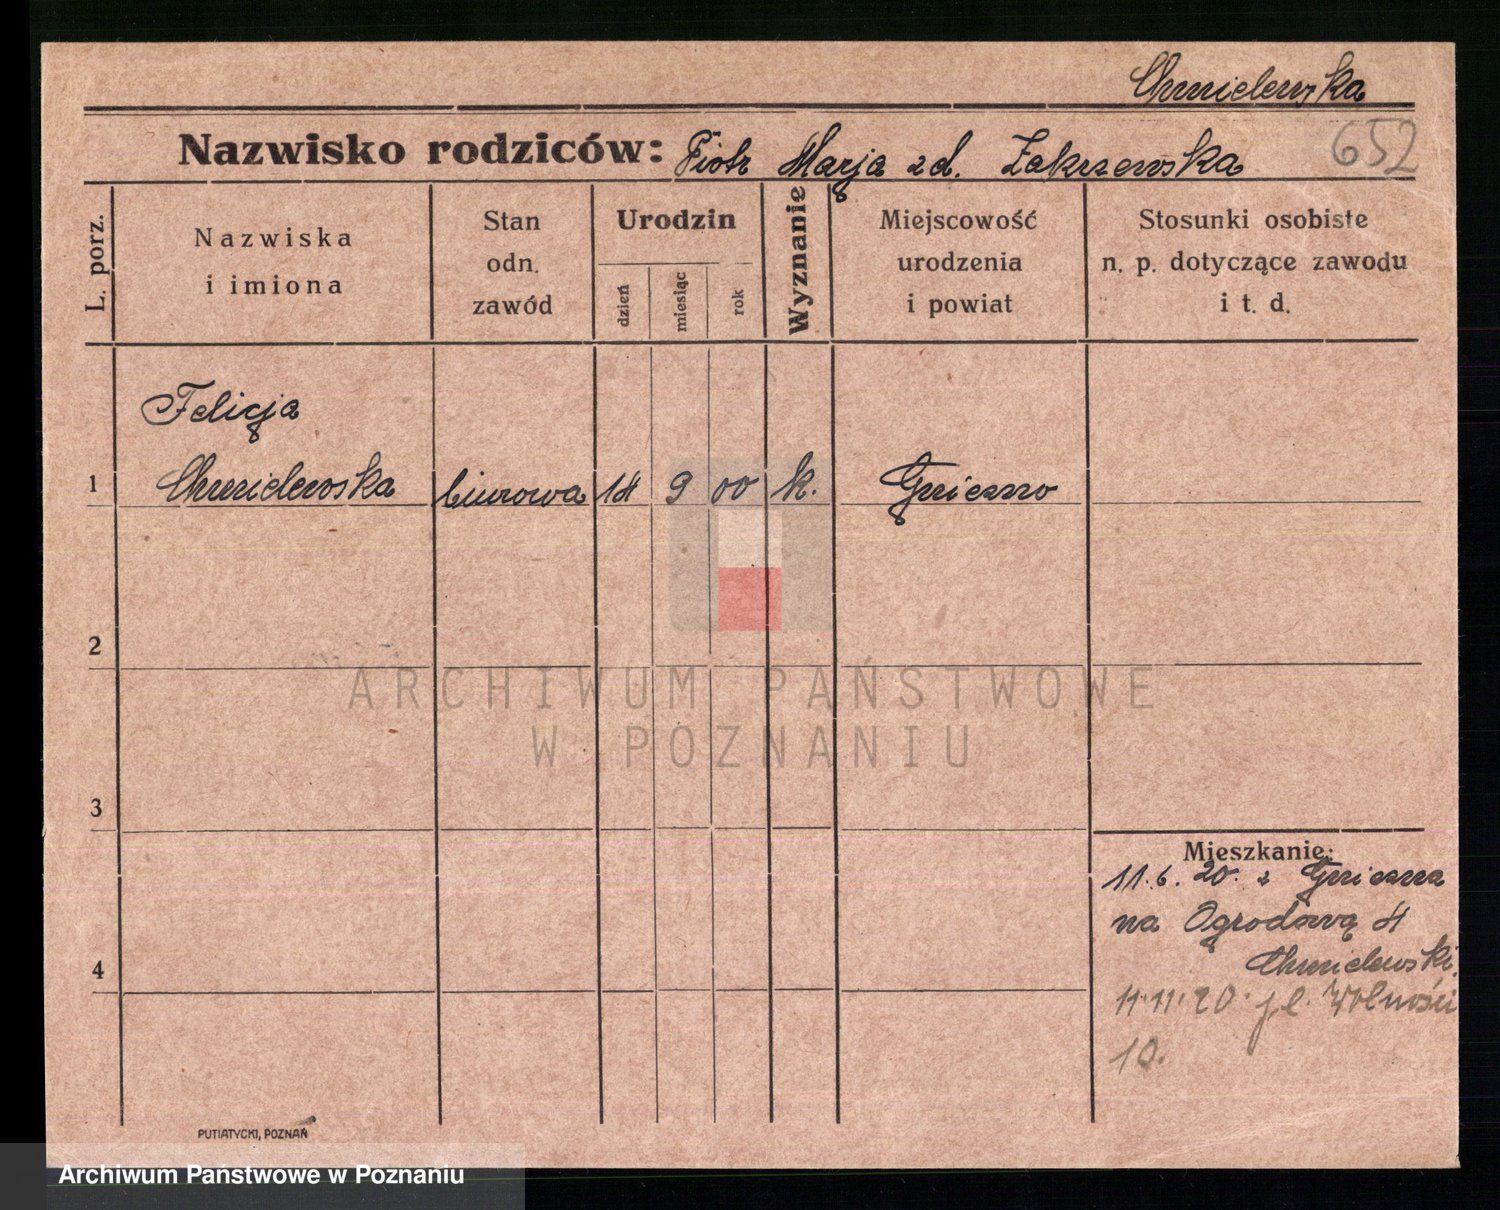 Chmielewska
Nazwisko rodziców: Piotr Marja zd. Zakrzewska
652
L. porz.
Nazwiska
i imiona
Stan
odn.
zawód
Urodzin
dzień
miesiąc
rok
Wyznanie
Miejscowość
urodzenia
i powiat
Stosunki osobiste
n. p. dotyczące zawodu
i t. d.
Felicja
1 Chmielewska biurowa 14 9 00 k. Gniezno
2
3
4
Mieszkanie:
11.6.20. z Gniezna
na Ogrodową 4
Chmielewski.
11.11.20. pl. Wolności
10.
PUTIATYCKI, POZNAŃ
ARCHIWUM PAŃSTWOWE
W POZNANIU
Archiwum Państwowe w Poznaniu